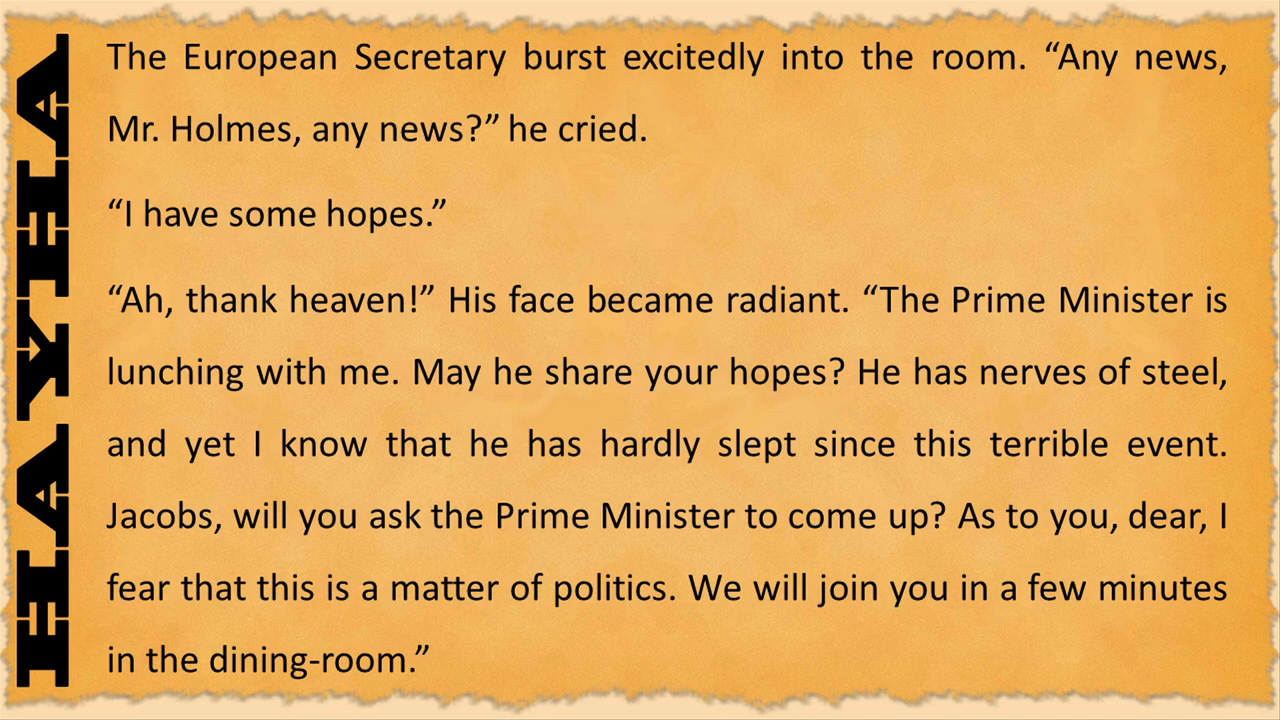 HAYHA
The European Secretary burst excitedly into the room. “Any news,
Mr. Holmes, any news?” he cried.
“I have some hopes.”
“Ah, thank heaven!” His face became radiant. “The Prime Minister is
lunching with me. May he share your hopes? He has nerves of steel,
and yet I know that he has hardly slept since this terrible event.
Jacobs, will you ask the Prime Minister to come up? As to you, dear, I
fear that this is a matter of politics. We will join you in a few minutes
in the dining-room.”